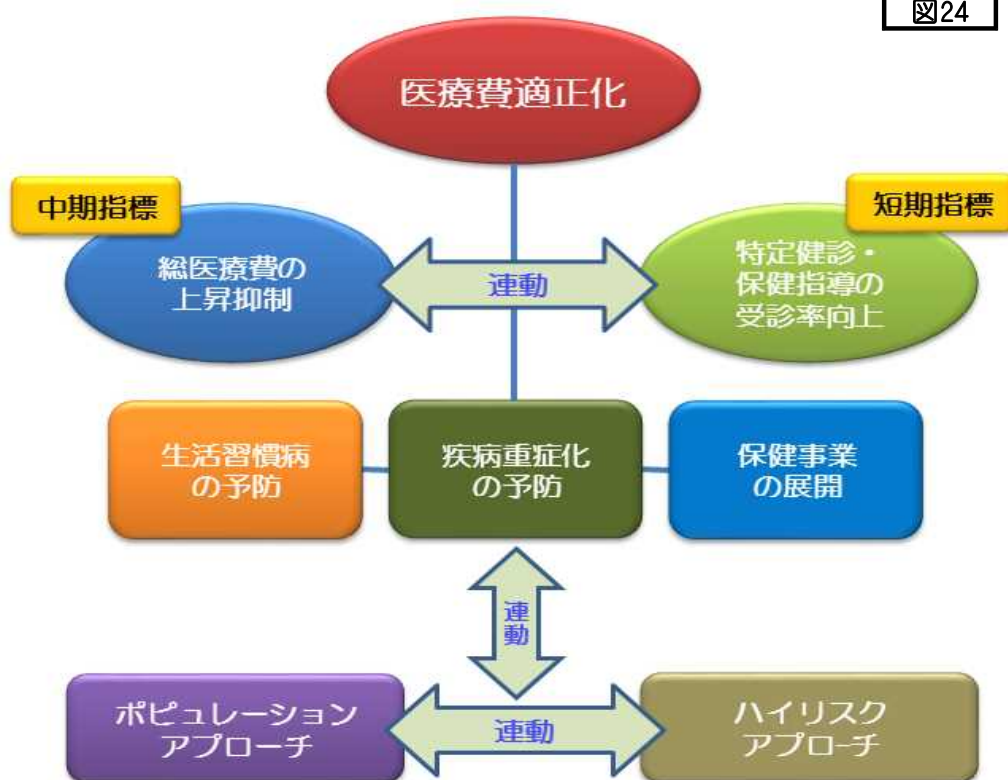 図24
医療費適正化
中期指標
短期指標
総医療費の
上昇抑制
連動
特定健診・
保健指導の
受診率向上
生活習慣病
の予防
疾病重症化
の予防
保健事業
の展開
連動
ポピュレーション
アプローチ
連動
ハイリスク
アプローチ